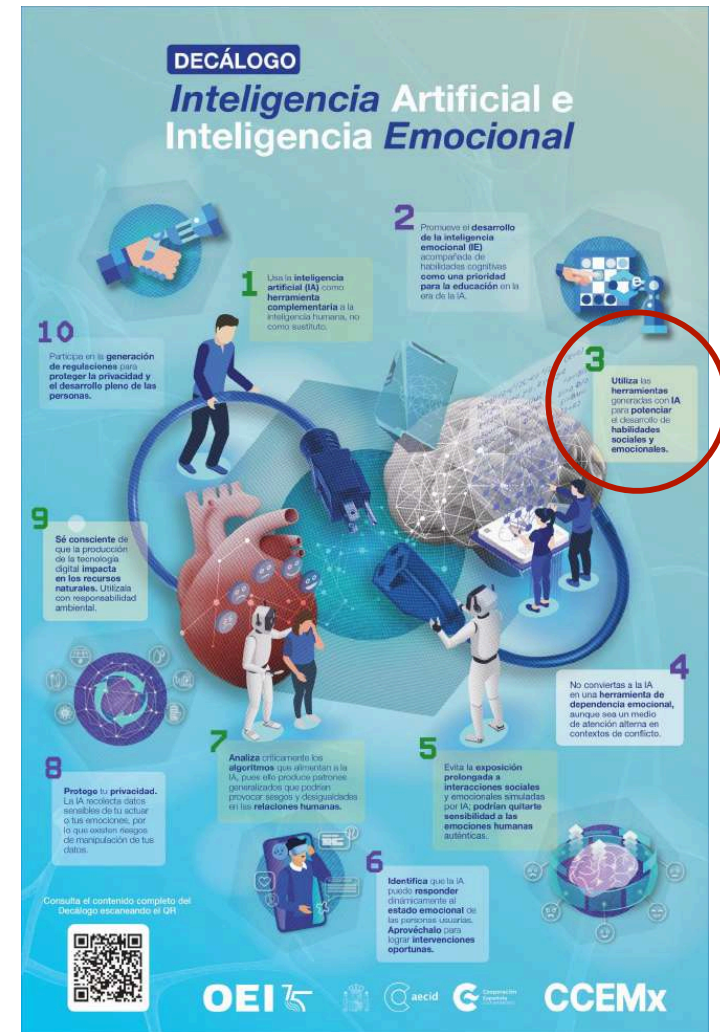 DECÁLOGO
Inteligencia Artificial e
Inteligencia Emocional
1
Usa la inteligencia
artificial (IA) como
herramienta
complementaria a la
inteligencia humana, no
como sustituto.
2
Promueve el desarrollo
de la inteligencia
emocional (IE)
acompañada de
habilidades cognitivas
como una prioridad
para la educación en la
era de la IA.
3
Utiliza las
herramientas
generadas con IA
para potenciar
el desarrollo de
habilidades
sociales y
emocionales.
4
No conviertas a la IA
en una herramienta de
dependencia emocional,
aunque sea un medio
de atención alterna en
contextos de conflicto.
5
Evita la exposición
prolongada a
interacciones sociales
y emocionales simuladas
por IA; podrían quitarte
sensibilidad a las
emociones humanas
auténticas.
6
Identifica que la IA
puede responder
dinámicamente al
estado emocional de
las personas usuarias.
Aprovéchalo para
lograr intervenciones
oportunas.
7
Analiza críticamente los
algoritmos que alimentan a la
IA, pues ella produce patrones
generalizados que podrían
provocar sesgos y desigualdades
en las relaciones humanas.
8
Protege tu privacidad.
La IA recolecta datos
sensibles de tu actuar
o tus emociones, por
lo que existen riesgos
de manipulación de tus
datos.
9
Sé consciente de
que la producción
de la tecnología
digital impacta
en los recursos
naturales. Utilízala
con responsabilidad
ambiental.
10
Participa en la generación
de regulaciones para
proteger la privacidad y
el desarrollo pleno de las
personas.
Consulta el contenido completo del
Decálogo escaneando el QR
OEI 75
aecid
Cooperación
Española
CCEMx